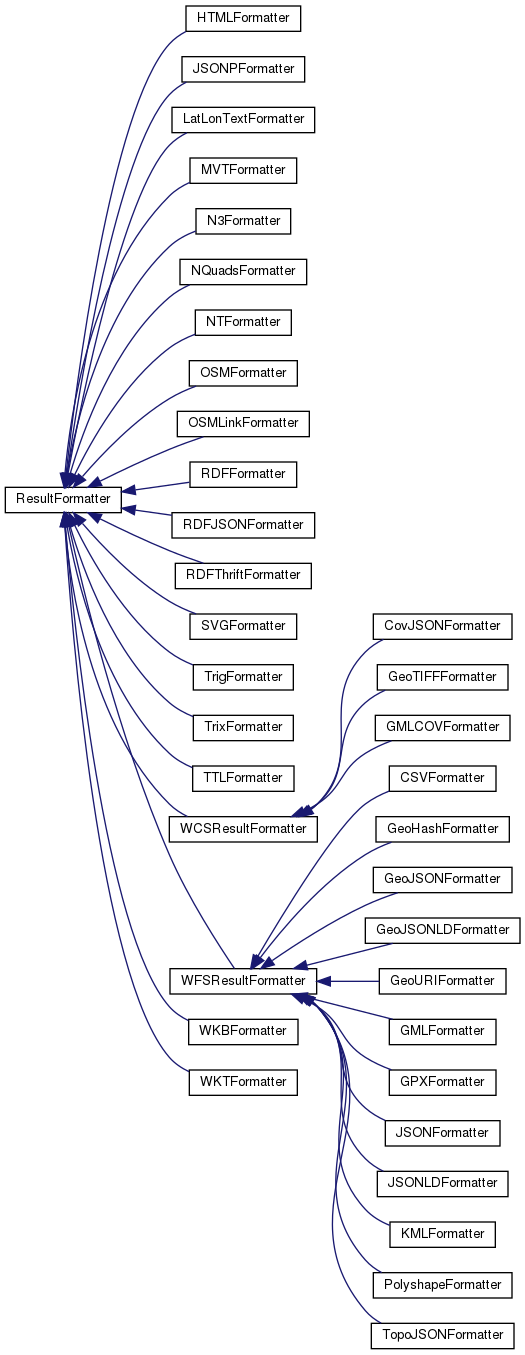 HTMLFormatter
JSONPFormatter
LatLonTextFormatter
MVTFormatter
N3Formatter
NQuadsFormatter
NTFormatter
OSMFormatter
OSMLinkFormatter
RDFFormatter
ResultFormatter
RDFJSONFormatter
RDFThriftFormatter
SVGFormatter
CovJSONFormatter
TrigFormatter
GeoTIFFFormatter
TrixFormatter
GMLCOVFormatter
TTLFormatter
CSVFormatter
WCSResultFormatter
GeoHashFormatter
GeoJSONFormatter
GeoJSONLDFormatter
WFSResultFormatter
GeoURIFormatter
WKBFormatter
GMLFormatter
WKTFormatter
GPXFormatter
JSONFormatter
JSONLDFormatter
KMLFormatter
PolyshapeFormatter
TopoJSONFormatter